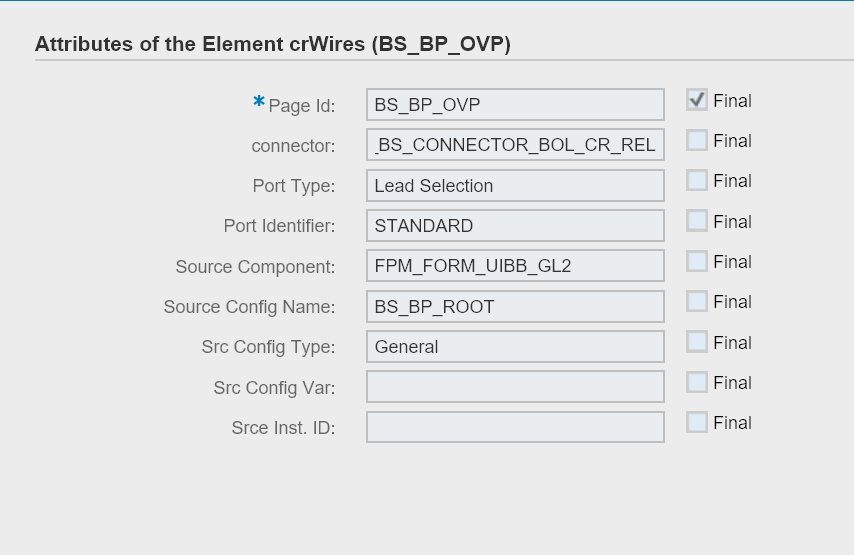 Attributes of the Element crWires (BS_BP_OVP)
* Page Id: BS_BP_OVP Final
connector: _BS_CONNECTOR_BOL_CR_REL Final
Port Type: Lead Selection Final
Port Identifier: STANDARD Final
Source Component: FPM_FORM_UIBB_GL2 Final
Source Config Name: BS_BP_ROOT Final
Src Config Type: General Final
Src Config Var: Final
Srce Inst. ID: Final